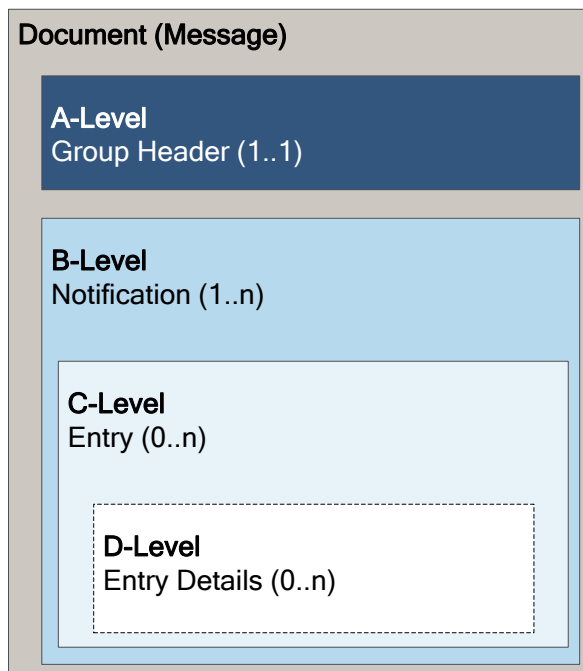 Document (Message)
A-Level
Group Header (1..1)
B-Level
Notification (1..n)
C-Level
Entry (0..n)
D-Level
Entry Details (0..n)